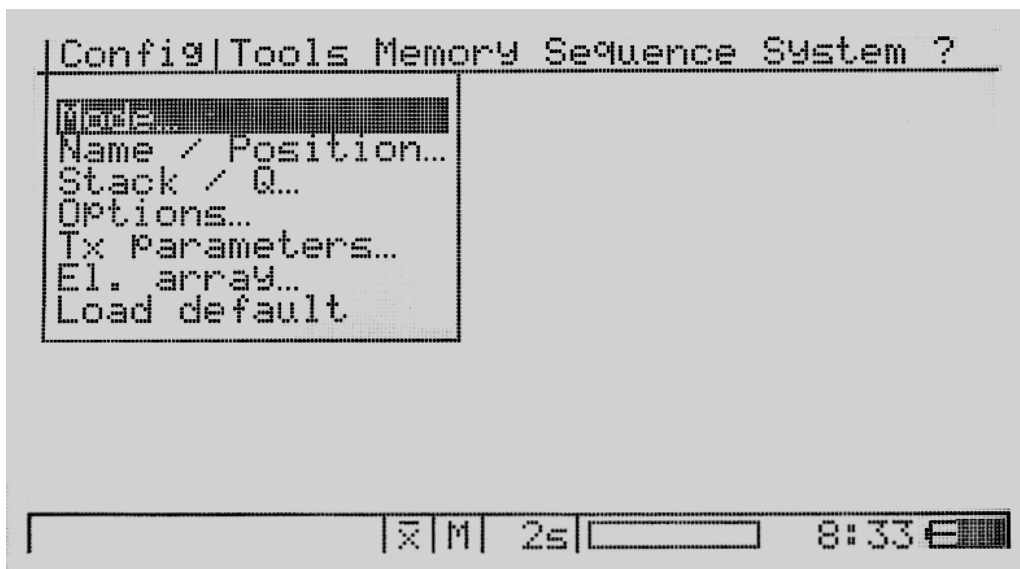 Config Tools Memory Sequence System ?
Mode…
Name / Position…
Stack / Q…
Options…
Tx parameters…
El. array…
Load default
x̅ M 2s 8:33